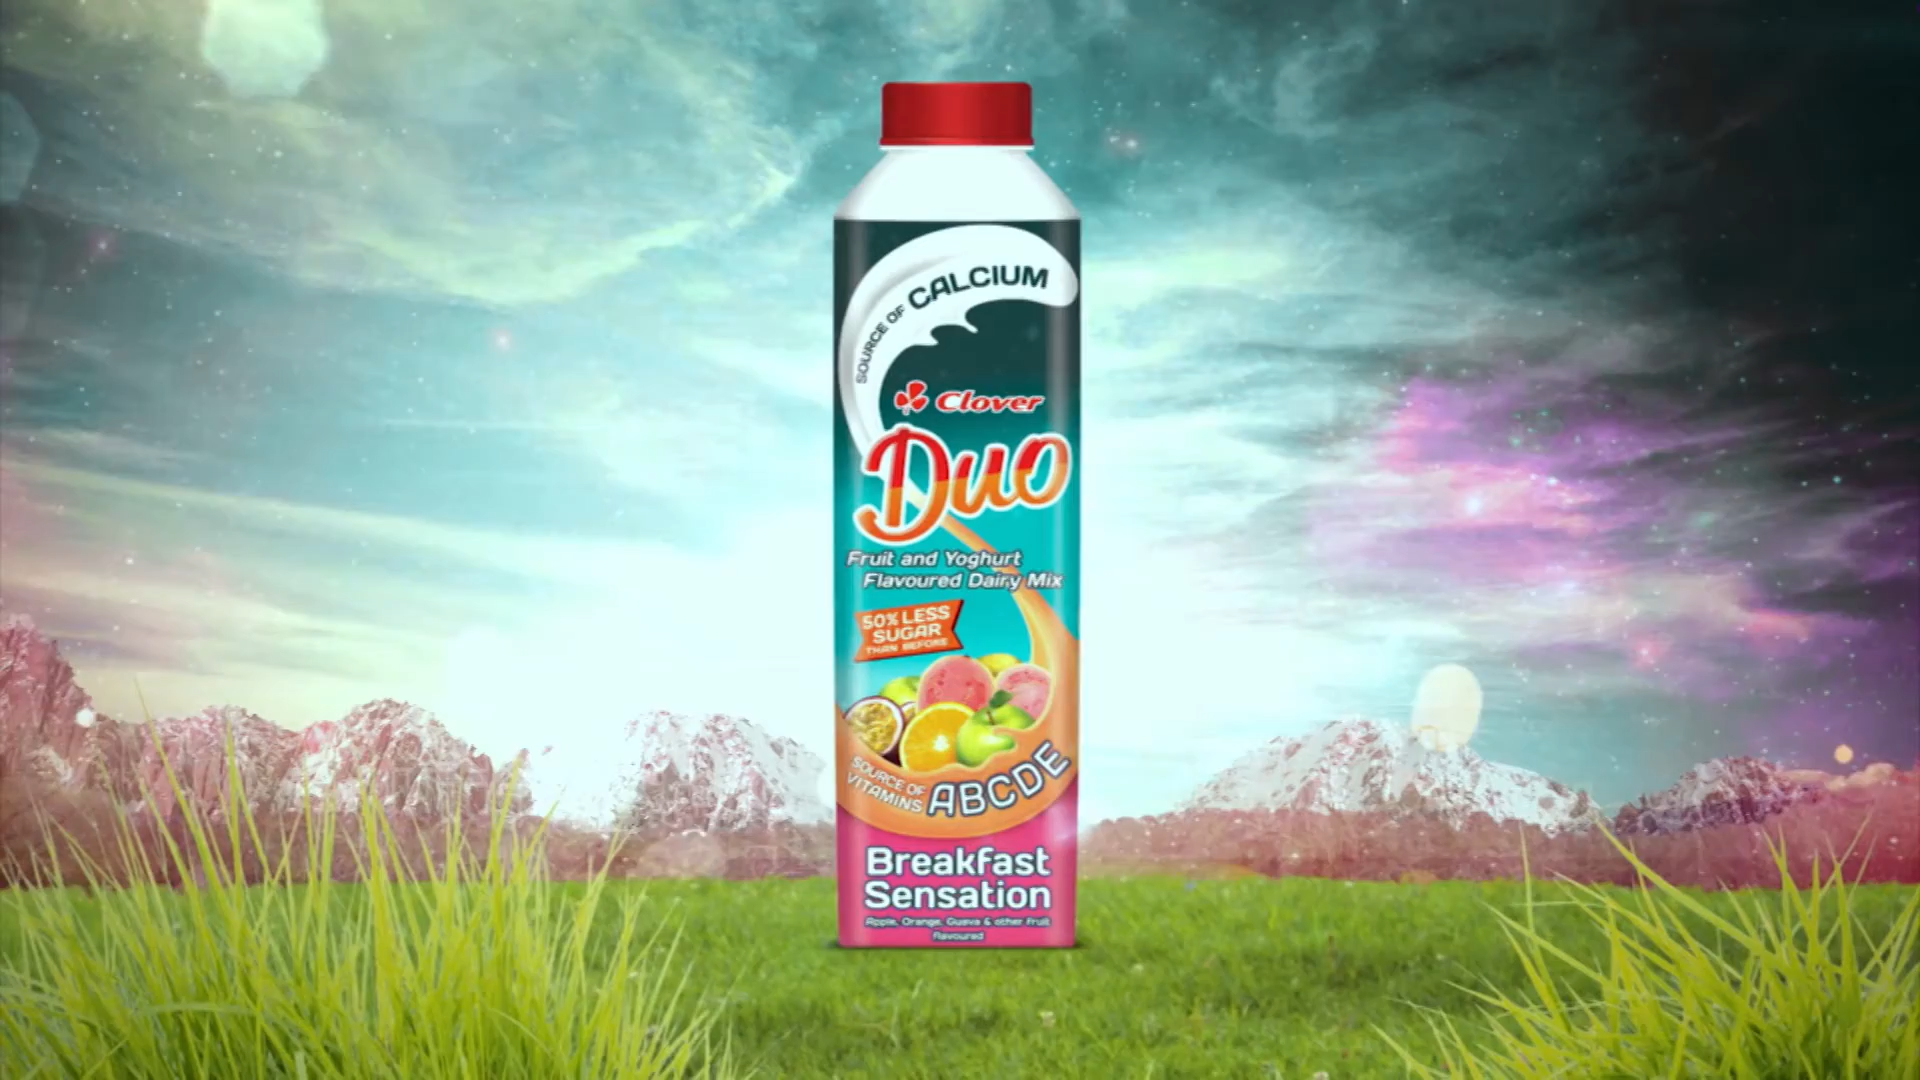 SOURCE OF CALCIUM
Clover
Duo
Fruit and Yoghurt
Flavoured Dairy Mix
50% LESS
SUGAR
THAN BEFORE
SOURCE OF
VITAMINS ABCDE
Breakfast
Sensation
Apple, Orange, Guava & other fruit
flavoured